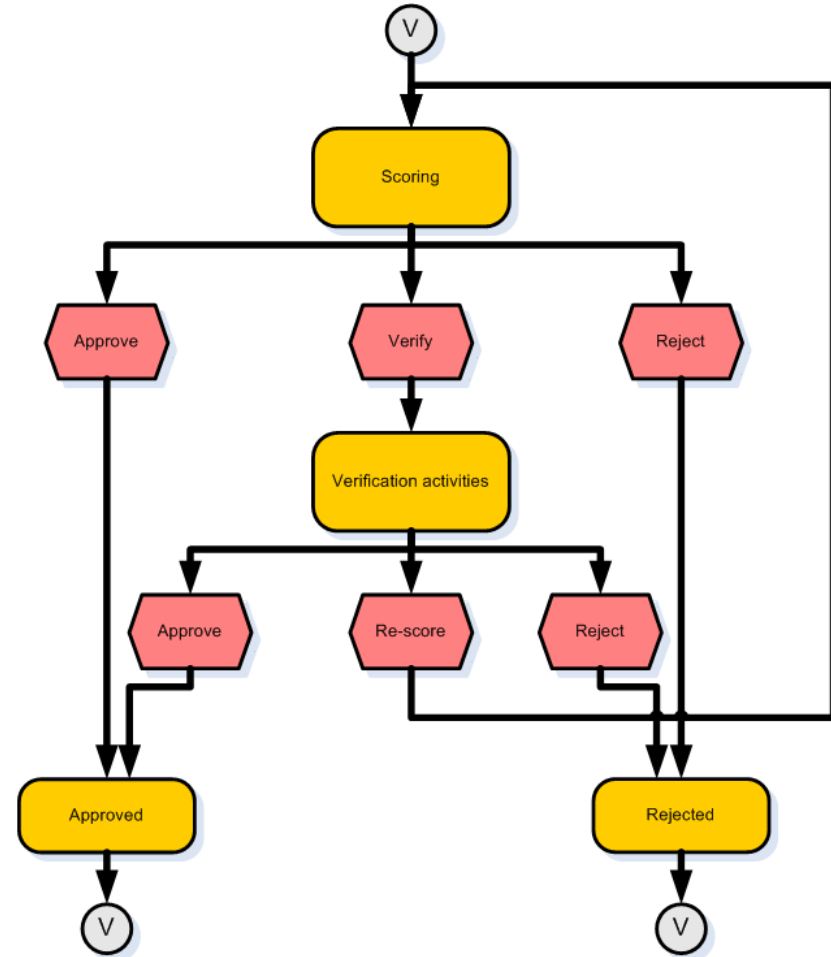 V
Scoring
Approve
Verify
Reject
Verification activities
Approve
Re-score
Reject
Approved
Rejected
V
V